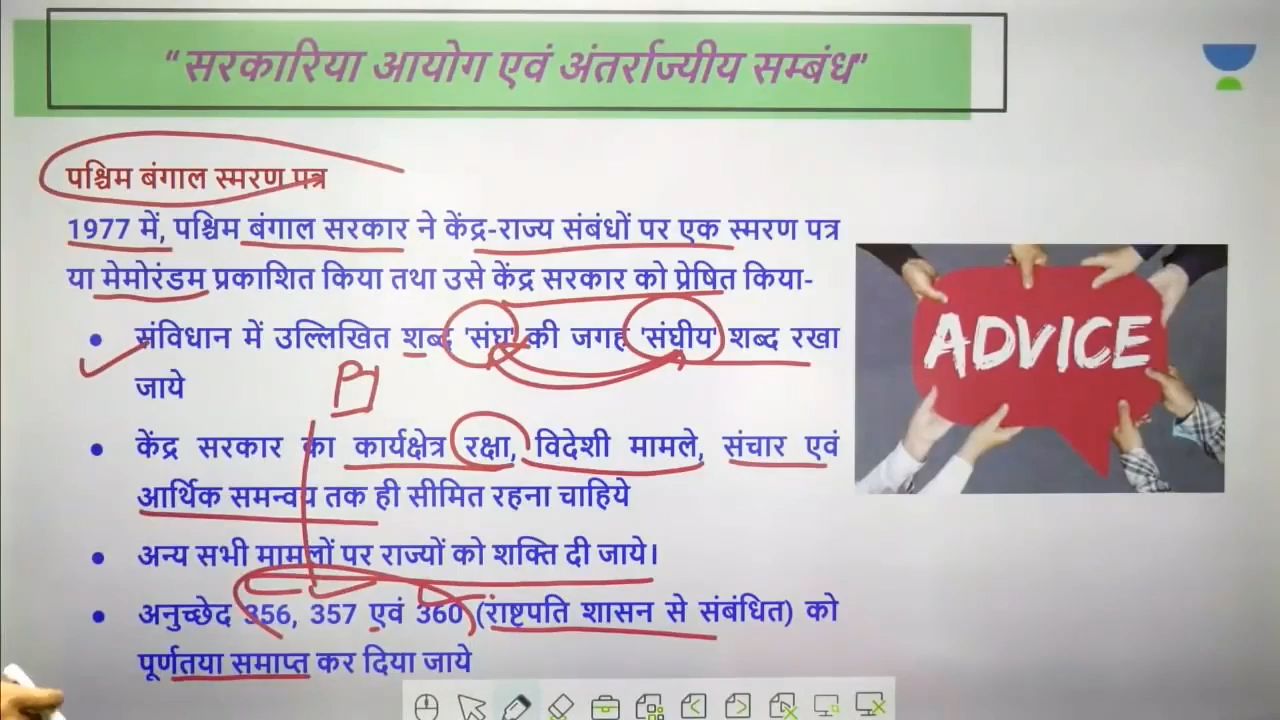 “सरकारिया आयोग एवं अंतर्राज्यीय सम्बंध”
पश्चिम बंगाल स्मरण पत्र
1977 में, पश्चिम बंगाल सरकार ने केंद्र-राज्य संबंधों पर एक स्मरण पत्र
या मेमोरंडम प्रकाशित किया तथा उसे केंद्र सरकार को प्रेषित किया-
• संविधान में उल्लिखित शब्द 'संघ' की जगह 'संघीय' शब्द रखा
जाये
• केंद्र सरकार का कार्यक्षेत्र रक्षा, विदेशी मामले, संचार एवं
आर्थिक समन्वय तक ही सीमित रहना चाहिये
• अन्य सभी मामलों पर राज्यों को शक्ति दी जाये।
• अनुच्छेद 356, 357 एवं 360 (राष्टपति शासन से संबंधित) को
पूर्णतया समाप्त कर दिया जाये
ADVICE